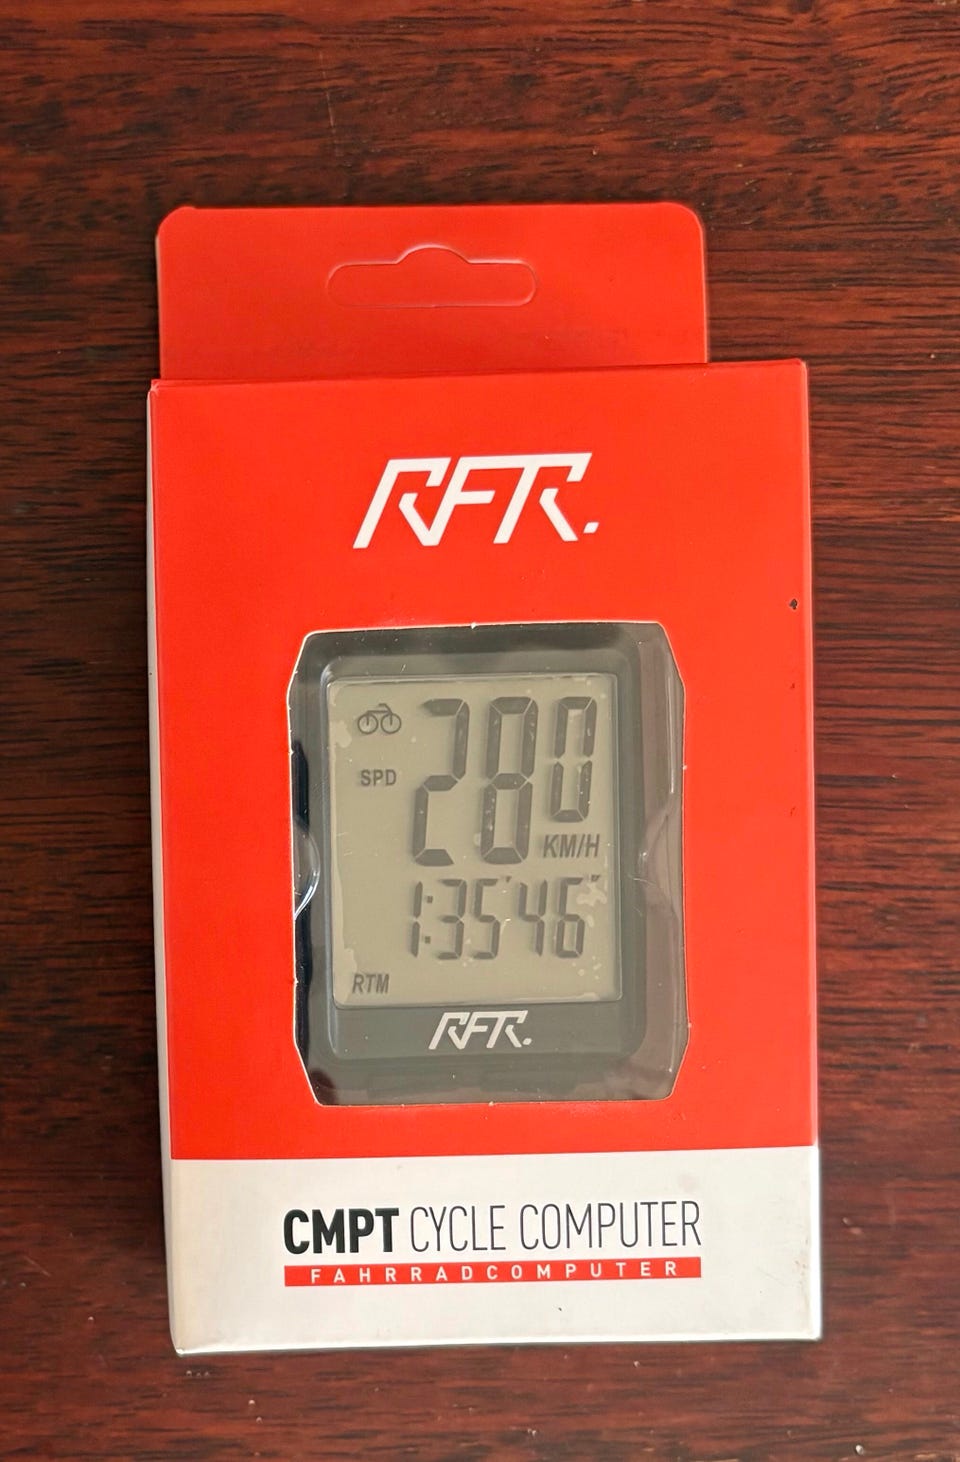 RFR.
SPD
280
KM/H
1:35'46"
RTM
RFR.
CMPT CYCLE COMPUTER
FAHRRADCOMPUTER